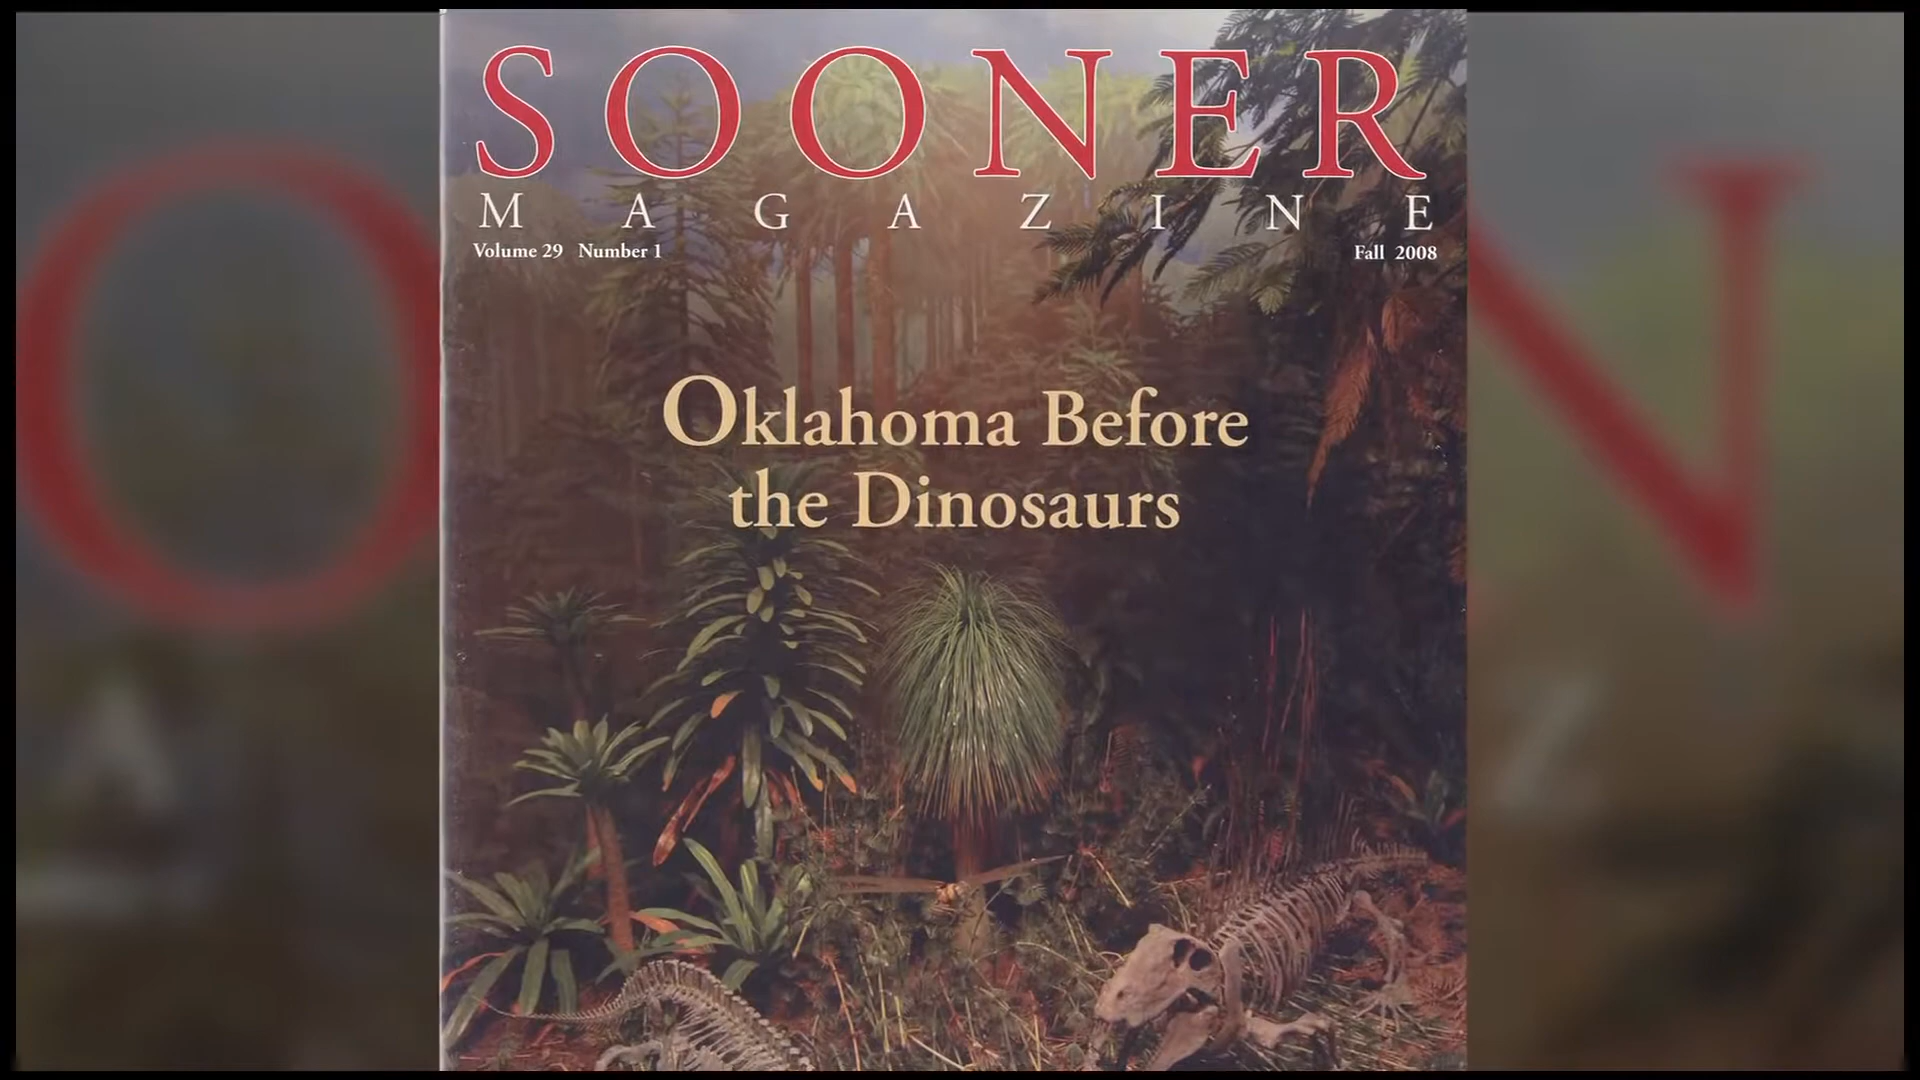 SOONER
MAGAZINE
Volume 29 Number 1
Fall 2008
Oklahoma Before
the Dinosaurs